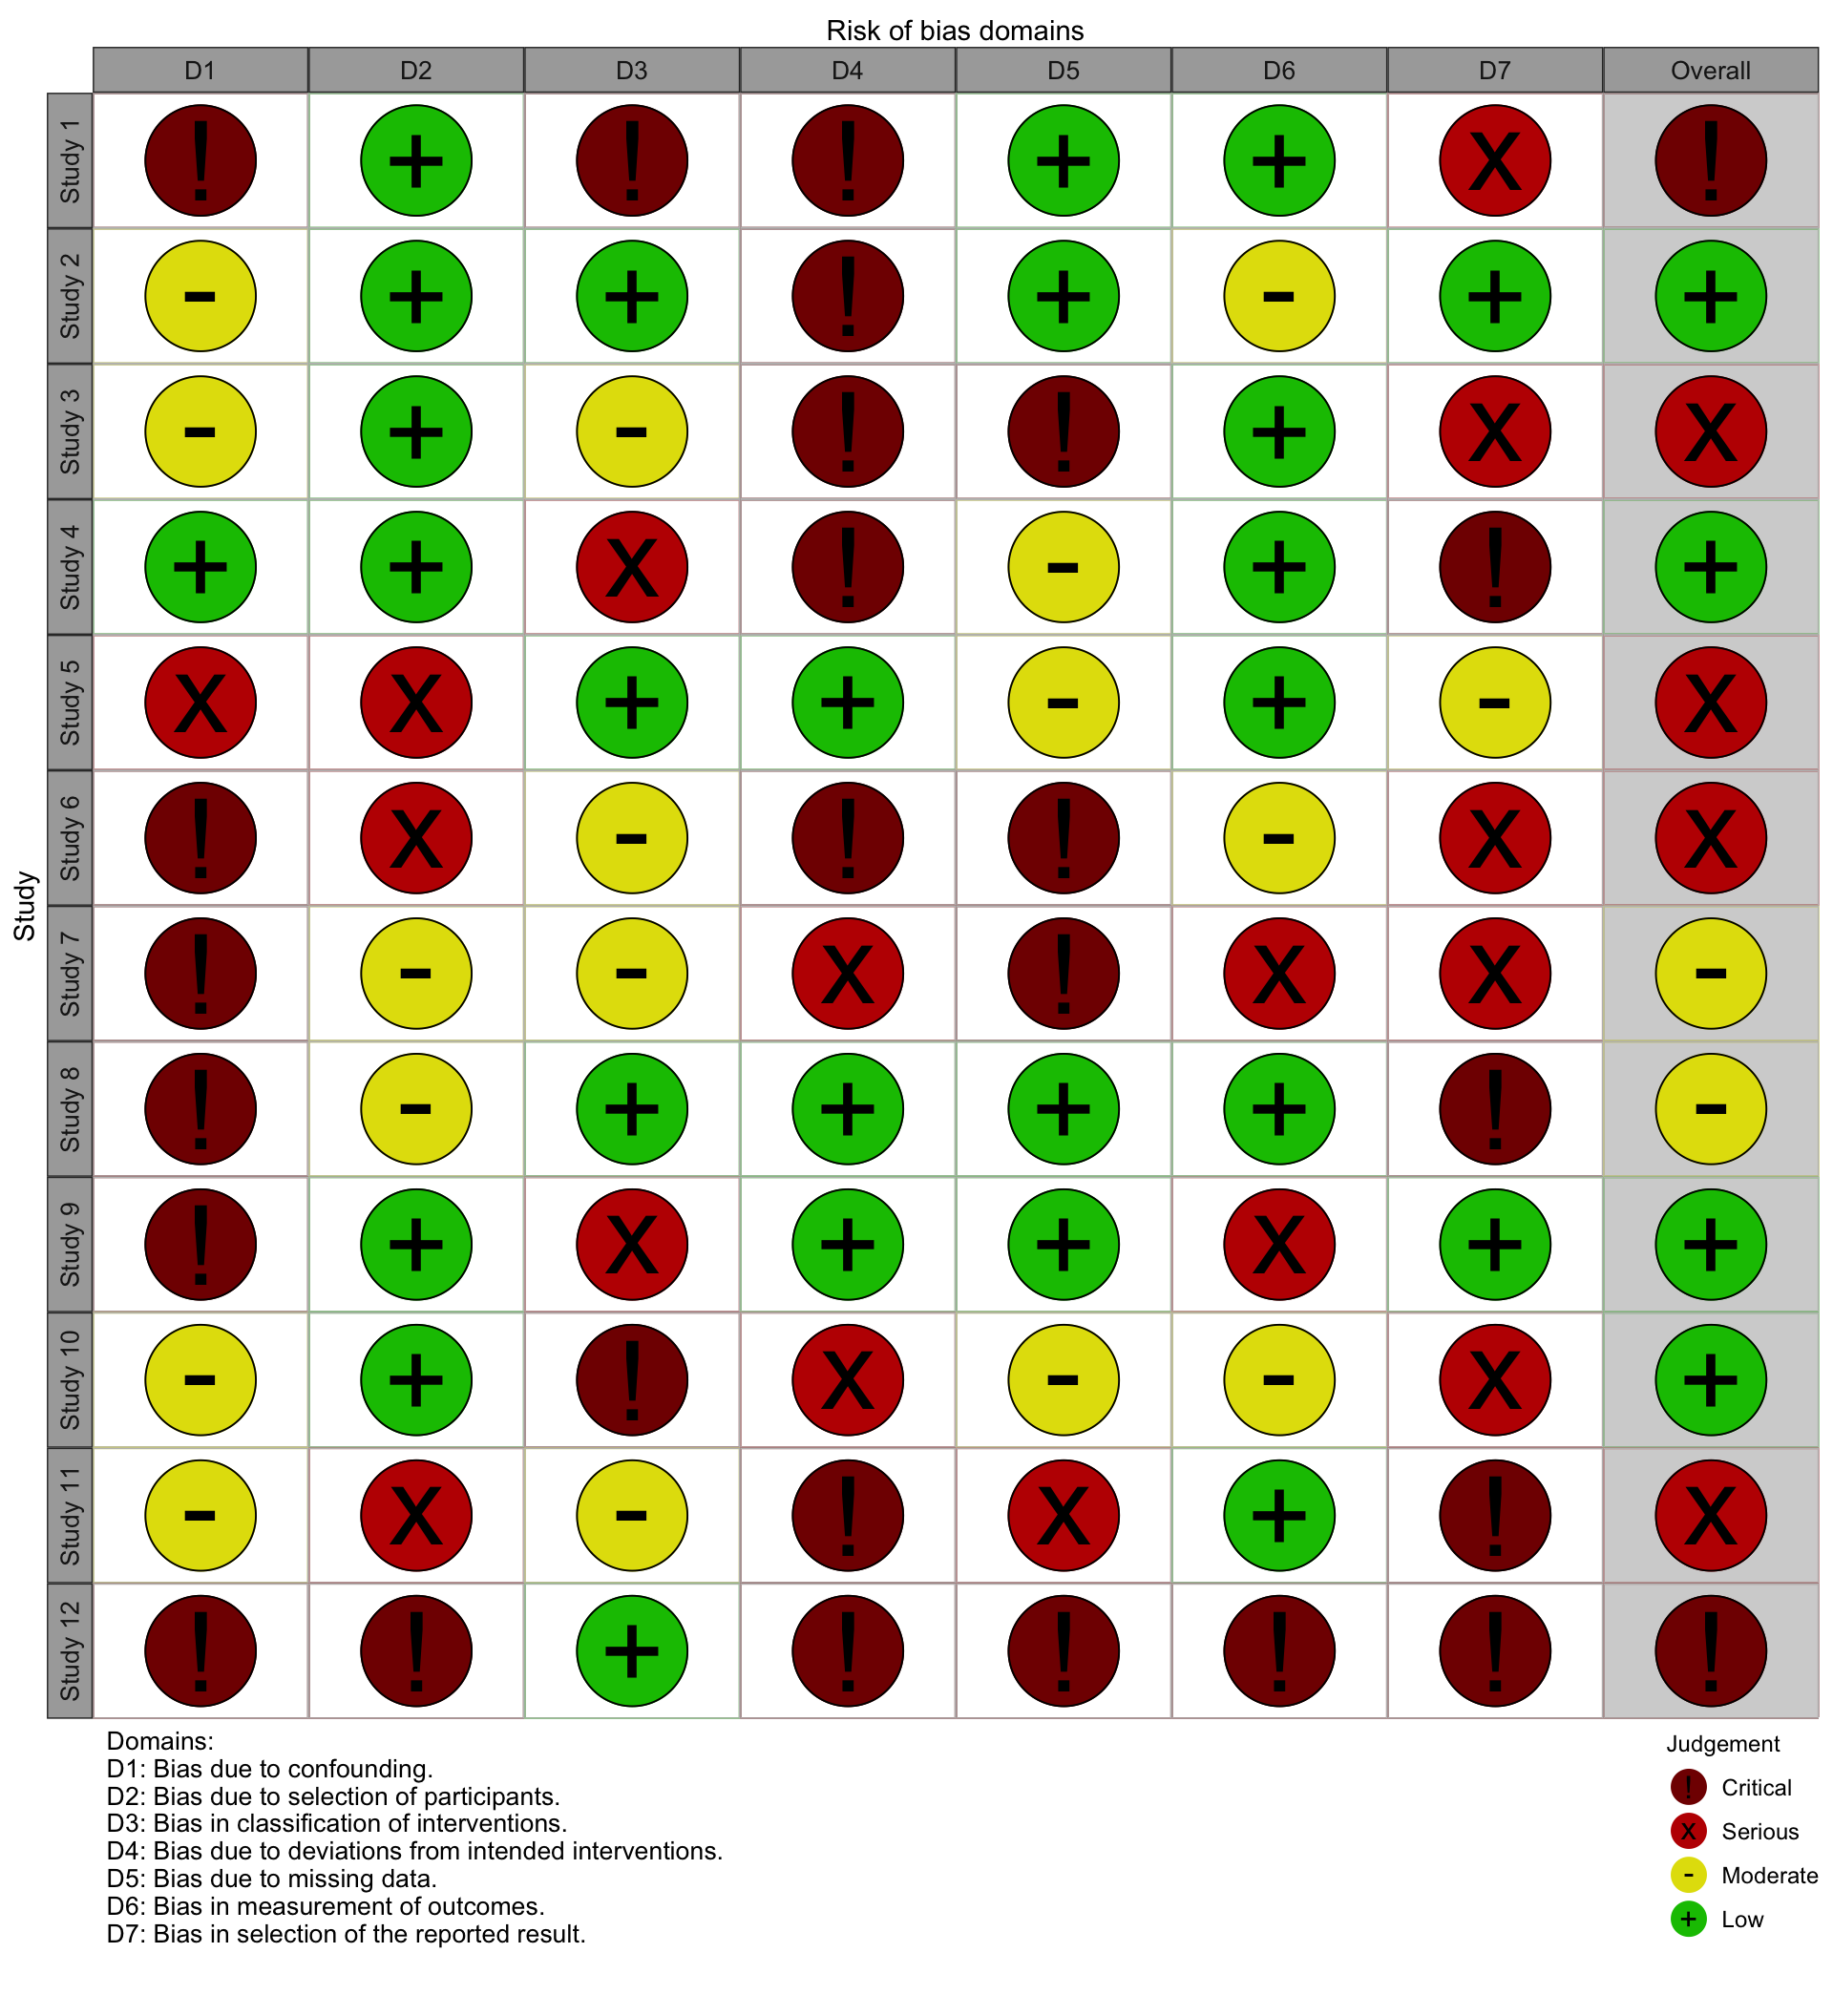 Risk of bias domains
D1 D2 D3 D4 D5 D6 D7 Overall
Study
Study 1 ! + ! ! + + X !
Study 2 - + + ! + - + +
Study 3 - + - ! ! + X X
Study 4 + + X ! - + ! +
Study 5 X X + + - + - X
Study 6 ! X - ! ! - X X
Study 7 ! - - X ! X X -
Study 8 ! - + + + + ! -
Study 9 ! + X + + X + +
Study 10 - + ! X - - X +
Study 11 - X - ! X + ! X
Study 12 ! ! + ! ! ! ! !
Domains:
D1: Bias due to confounding.
D2: Bias due to selection of participants.
D3: Bias in classification of interventions.
D4: Bias due to deviations from intended interventions.
D5: Bias due to missing data.
D6: Bias in measurement of outcomes.
D7: Bias in selection of the reported result.
Judgement
! Critical
X Serious
- Moderate
+ Low